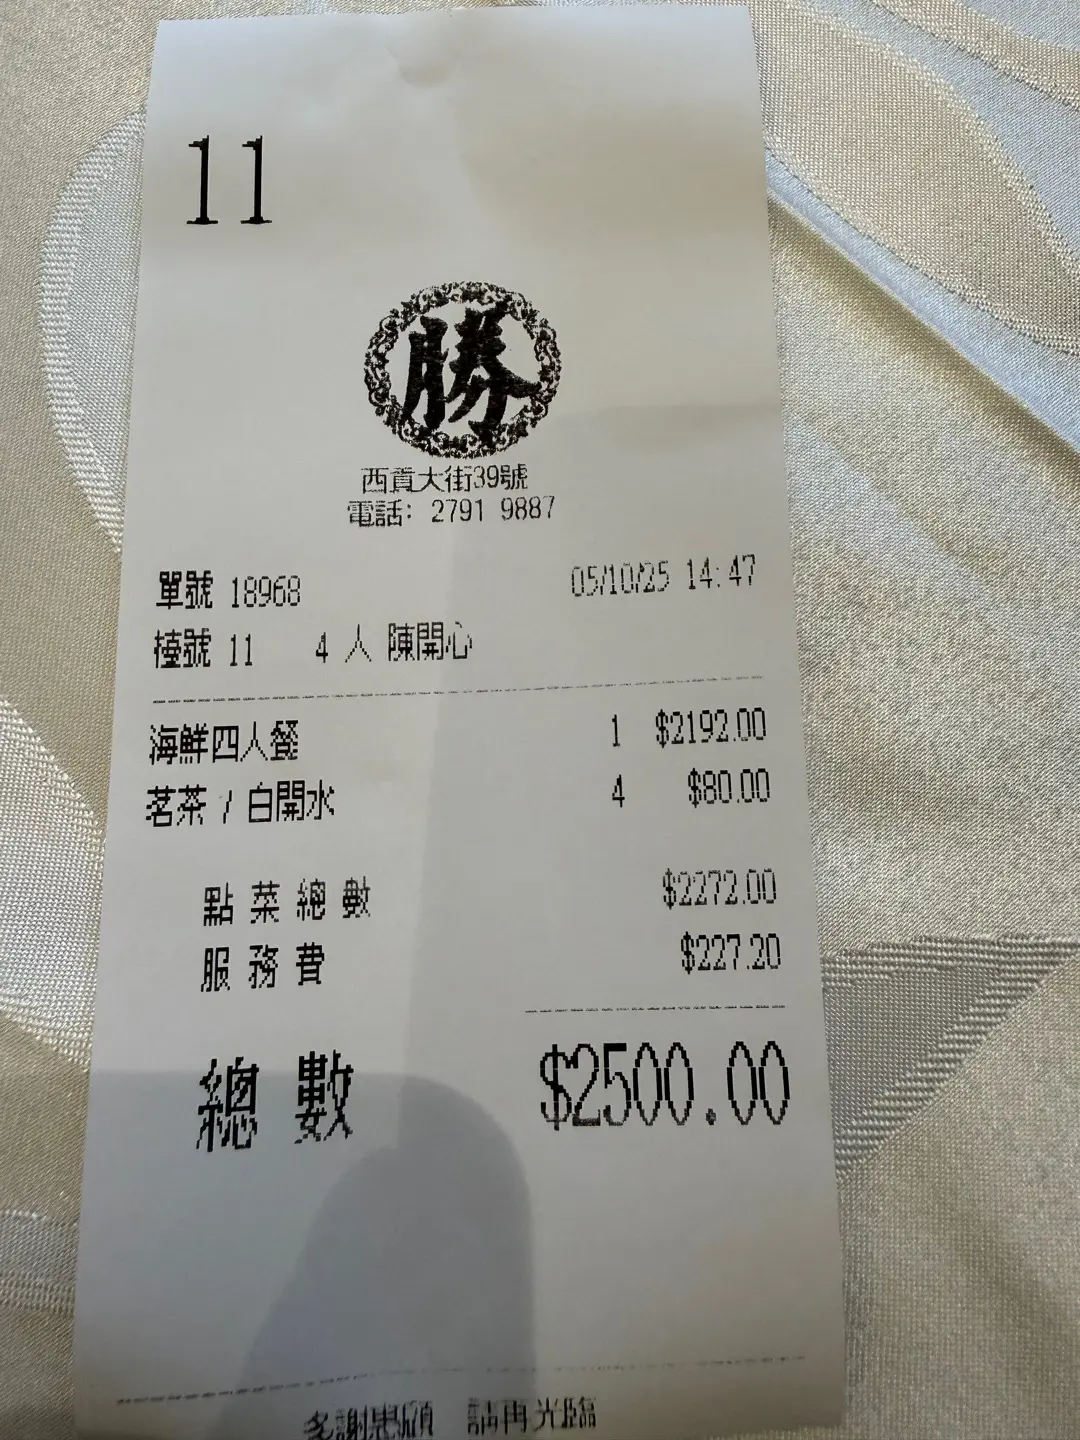 11
勝
西貢大街39號
電話: 2791 9887
單號 18968 05/10/25 14:47
檯號 11 4 人 陳開心
海鮮四人餐 1 $2192.00
茗茶 / 白開水 4 $80.00
點菜總數 $2272.00
服務費 $227.20
總數 $2500.00
多謝惠顧 請再光臨